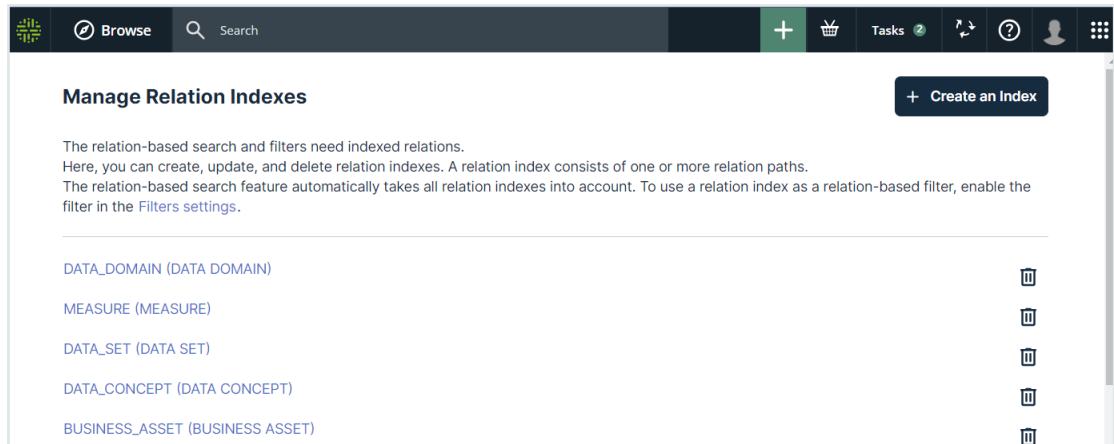 Browse Search + Tasks 2 ?
Manage Relation Indexes
+ Create an Index
The relation-based search and filters need indexed relations.
Here, you can create, update, and delete relation indexes. A relation index consists of one or more relation paths.
The relation-based search feature automatically takes all relation indexes into account. To use a relation index as a relation-based filter, enable the
filter in the Filters settings.
DATA_DOMAIN (DATA DOMAIN)
MEASURE (MEASURE)
DATA_SET (DATA SET)
DATA_CONCEPT (DATA CONCEPT)
BUSINESS_ASSET (BUSINESS ASSET)